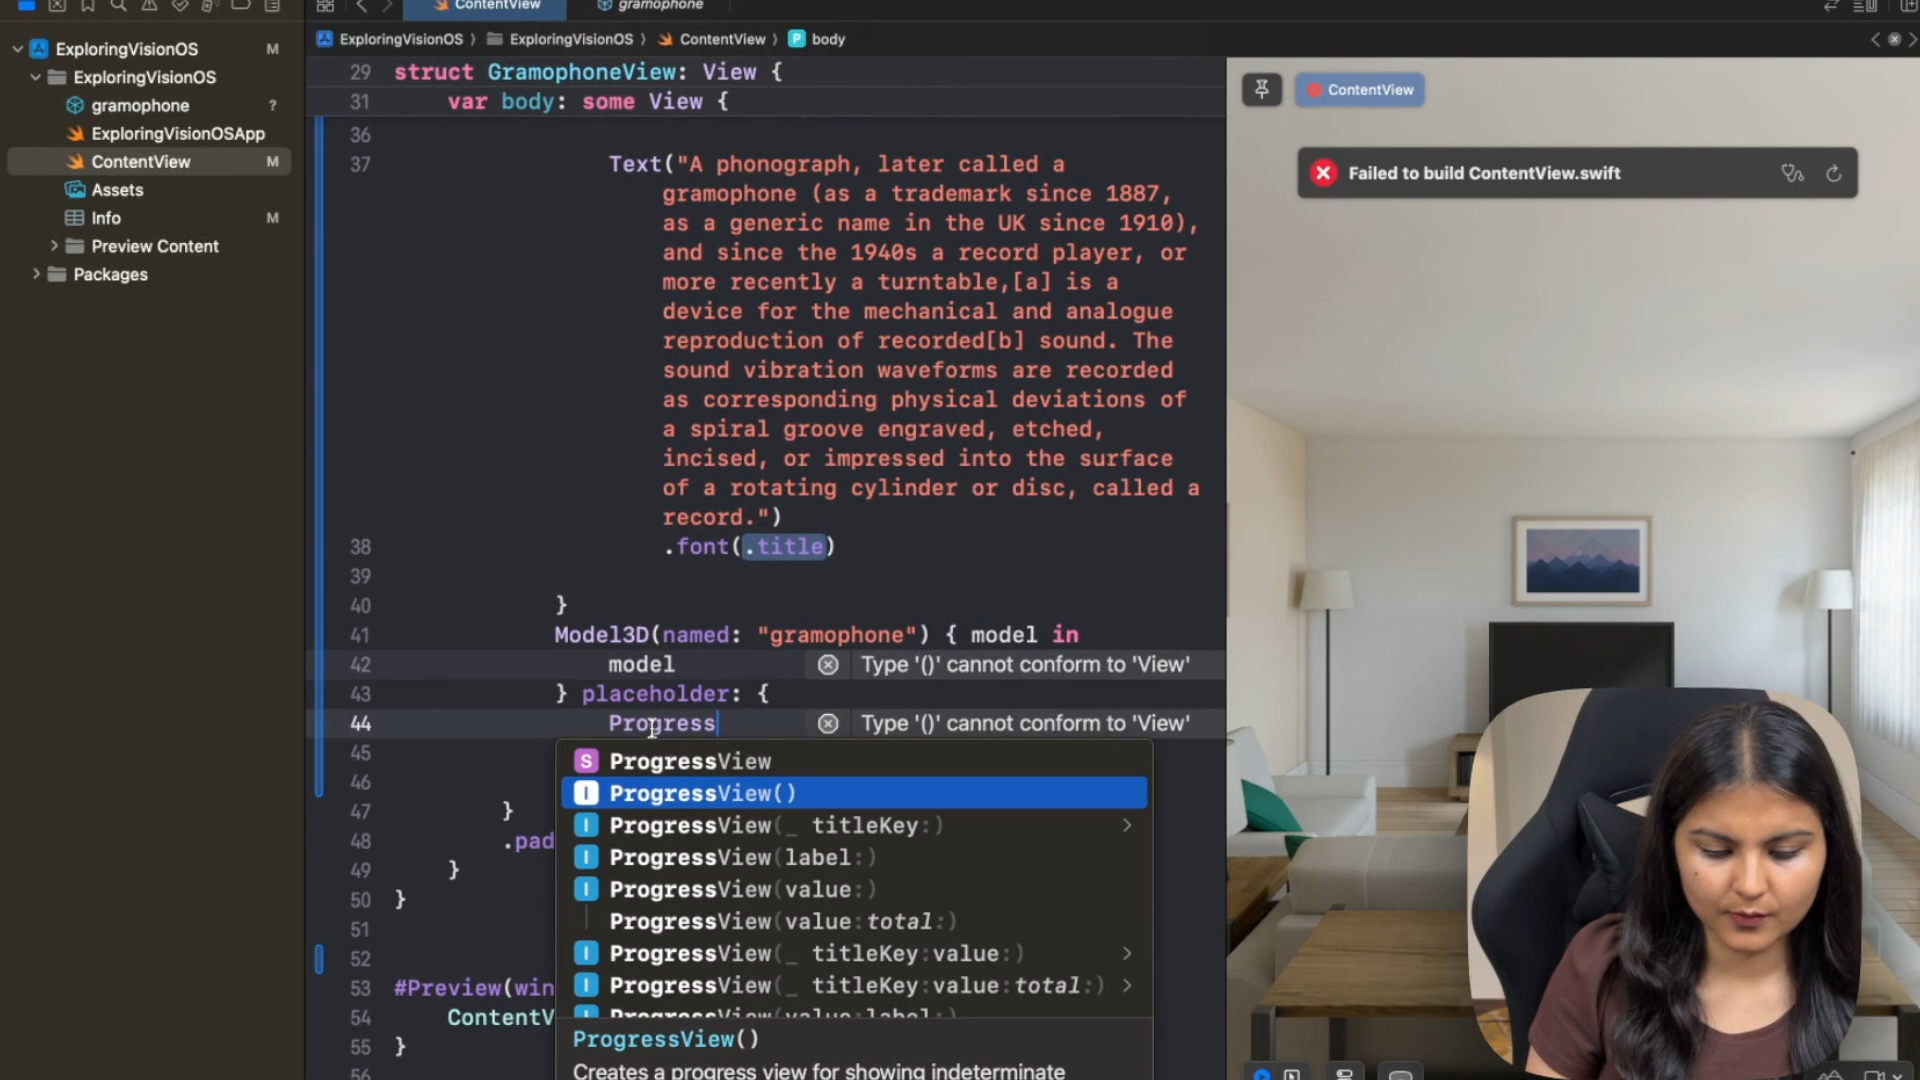 ContentView
gramophone
ExploringVisionOS M
ExploringVisionOS
gramophone ?
ExploringVisionOSApp
ContentView M
Assets
Info M
Preview Content
Packages
ExploringVisionOS
ExploringVisionOS
ContentView
P body
29 struct GramophoneView: View {
31 var body: some View {
36
37 Text("A phonograph, later called a
gramophone (as a trademark since 1887,
as a generic name in the UK since 1910),
and since the 1940s a record player, or
more recently a turntable,[a] is a
device for the mechanical and analogue
reproduction of recorded[b] sound. The
sound vibration waveforms are recorded
as corresponding physical deviations of
a spiral groove engraved, etched,
incised, or impressed into the surface
of a rotating cylinder or disc, called a
record.")
38 .font(.title)
39
40 }
41 Model3D(named: "gramophone") { model in
42 model Type '()' cannot conform to 'View'
43 } placeholder: {
44 Progress Type '()' cannot conform to 'View'
45
46
47 }
48 .pad
49 }
50 }
51
52
53 #Preview(win
54 ContentV
55 }
56
S ProgressView
I ProgressView()
I ProgressView(_ titleKey:)
I ProgressView(label:)
I ProgressView(value:)
ProgressView(value:total:)
I ProgressView(_ titleKey:value:)
I ProgressView(_ titleKey:value:total:)
I ProgressView(value:label:)
ProgressView()
Creates a progress view for showing indeterminate
ContentView
Failed to build ContentView.swift